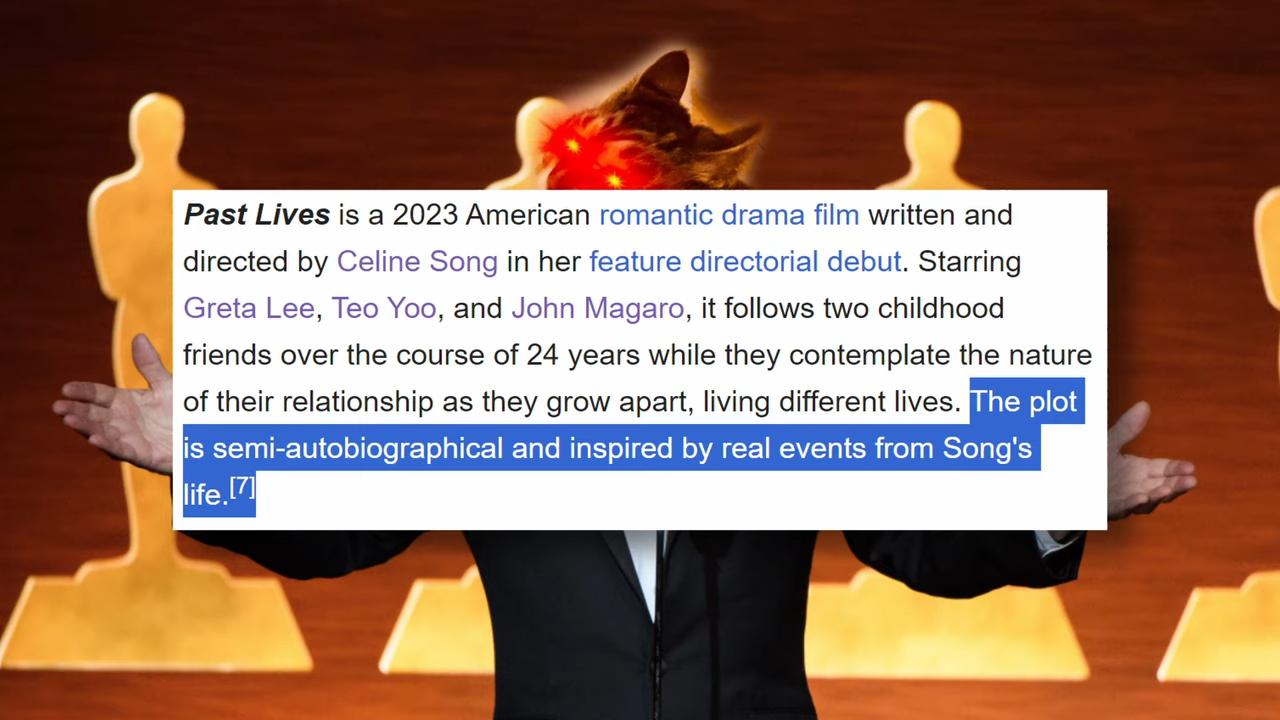 Past Lives is a 2023 American romantic drama film written and
directed by Celine Song in her feature directorial debut. Starring
Greta Lee, Teo Yoo, and John Magaro, it follows two childhood
friends over the course of 24 years while they contemplate the nature
of their relationship as they grow apart, living different lives. The plot
is semi-autobiographical and inspired by real events from Song's
life.[7]